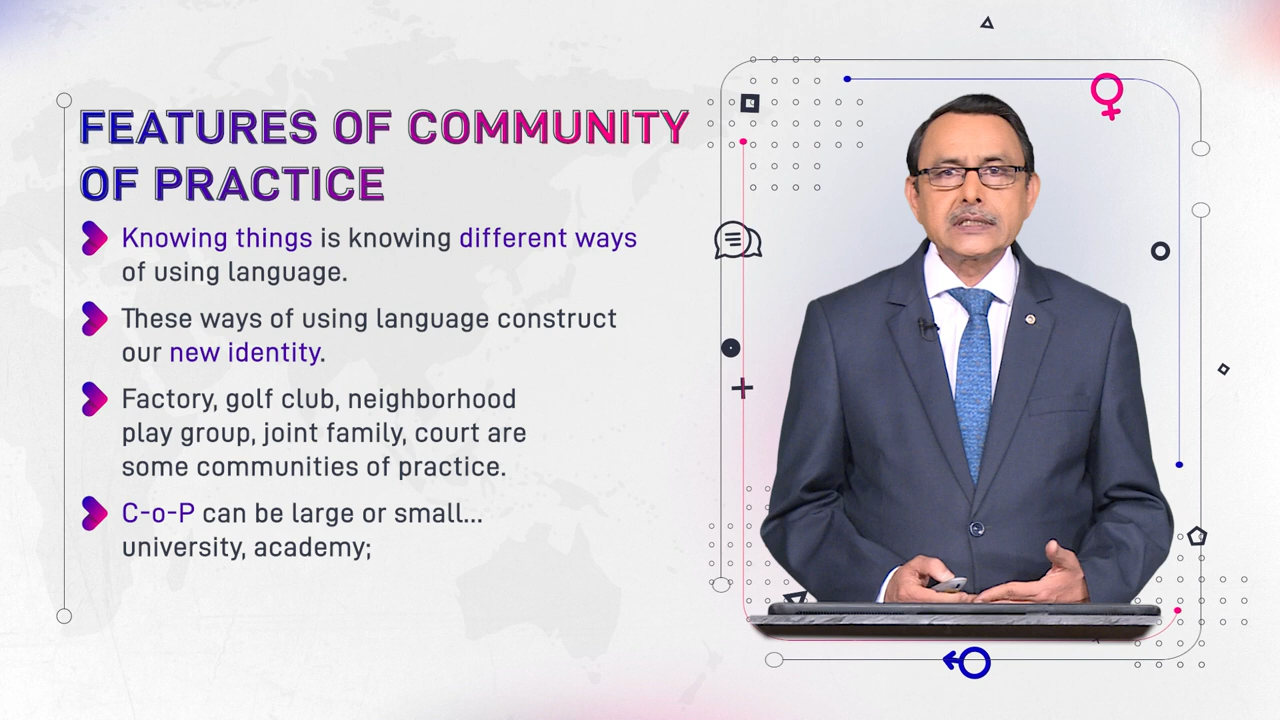 FEATURES OF COMMUNITY
OF PRACTICE
Knowing things is knowing different ways
of using language.
These ways of using language construct
our new identity.
Factory, golf club, neighborhood
play group, joint family, court are
some communities of practice.
C-o-P can be large or small...
university, academy;